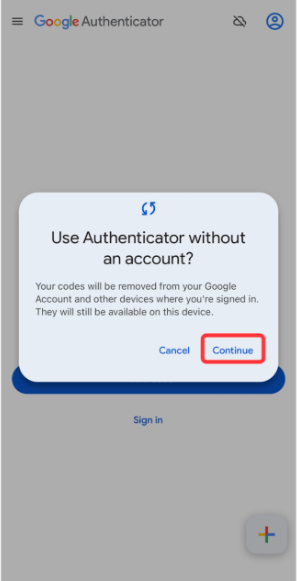 Google Authenticator
Use Authenticator without
an account?
Your codes will be removed from your Google
Account and other devices where you're signed in.
They will still be available on this device.
Cancel
Continue
Sign in